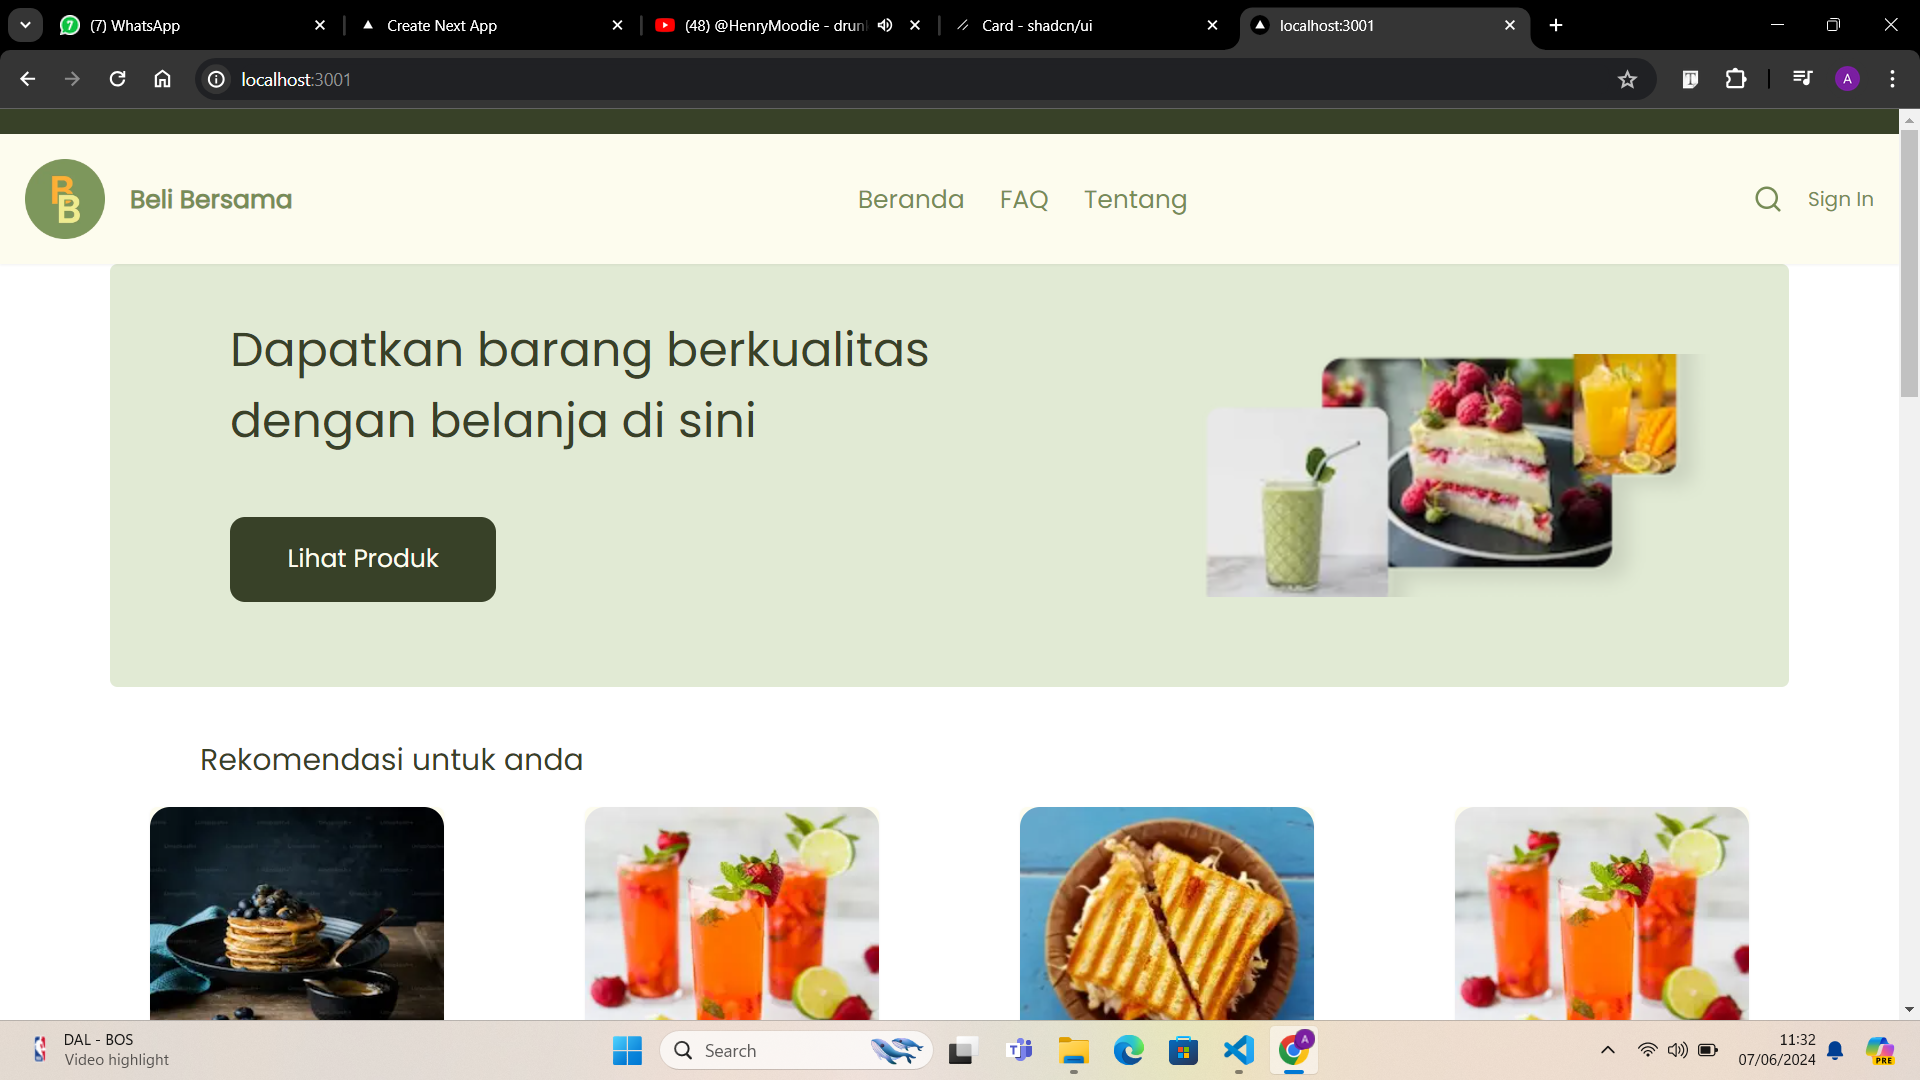 (7) WhatsApp
Create Next App
(48) @HenryMoodie - drun
Card - shadcn/ui
localhost:3001
localhost:3001
A
B
B
Beli Bersama
Beranda
FAQ
Tentang
Sign In
Dapatkan barang berkualitas
dengan belanja di sini
Lihat Produk
Rekomendasi untuk anda
DAL - BOS
Video highlight
Search
A
11:32
07/06/2024
PRE